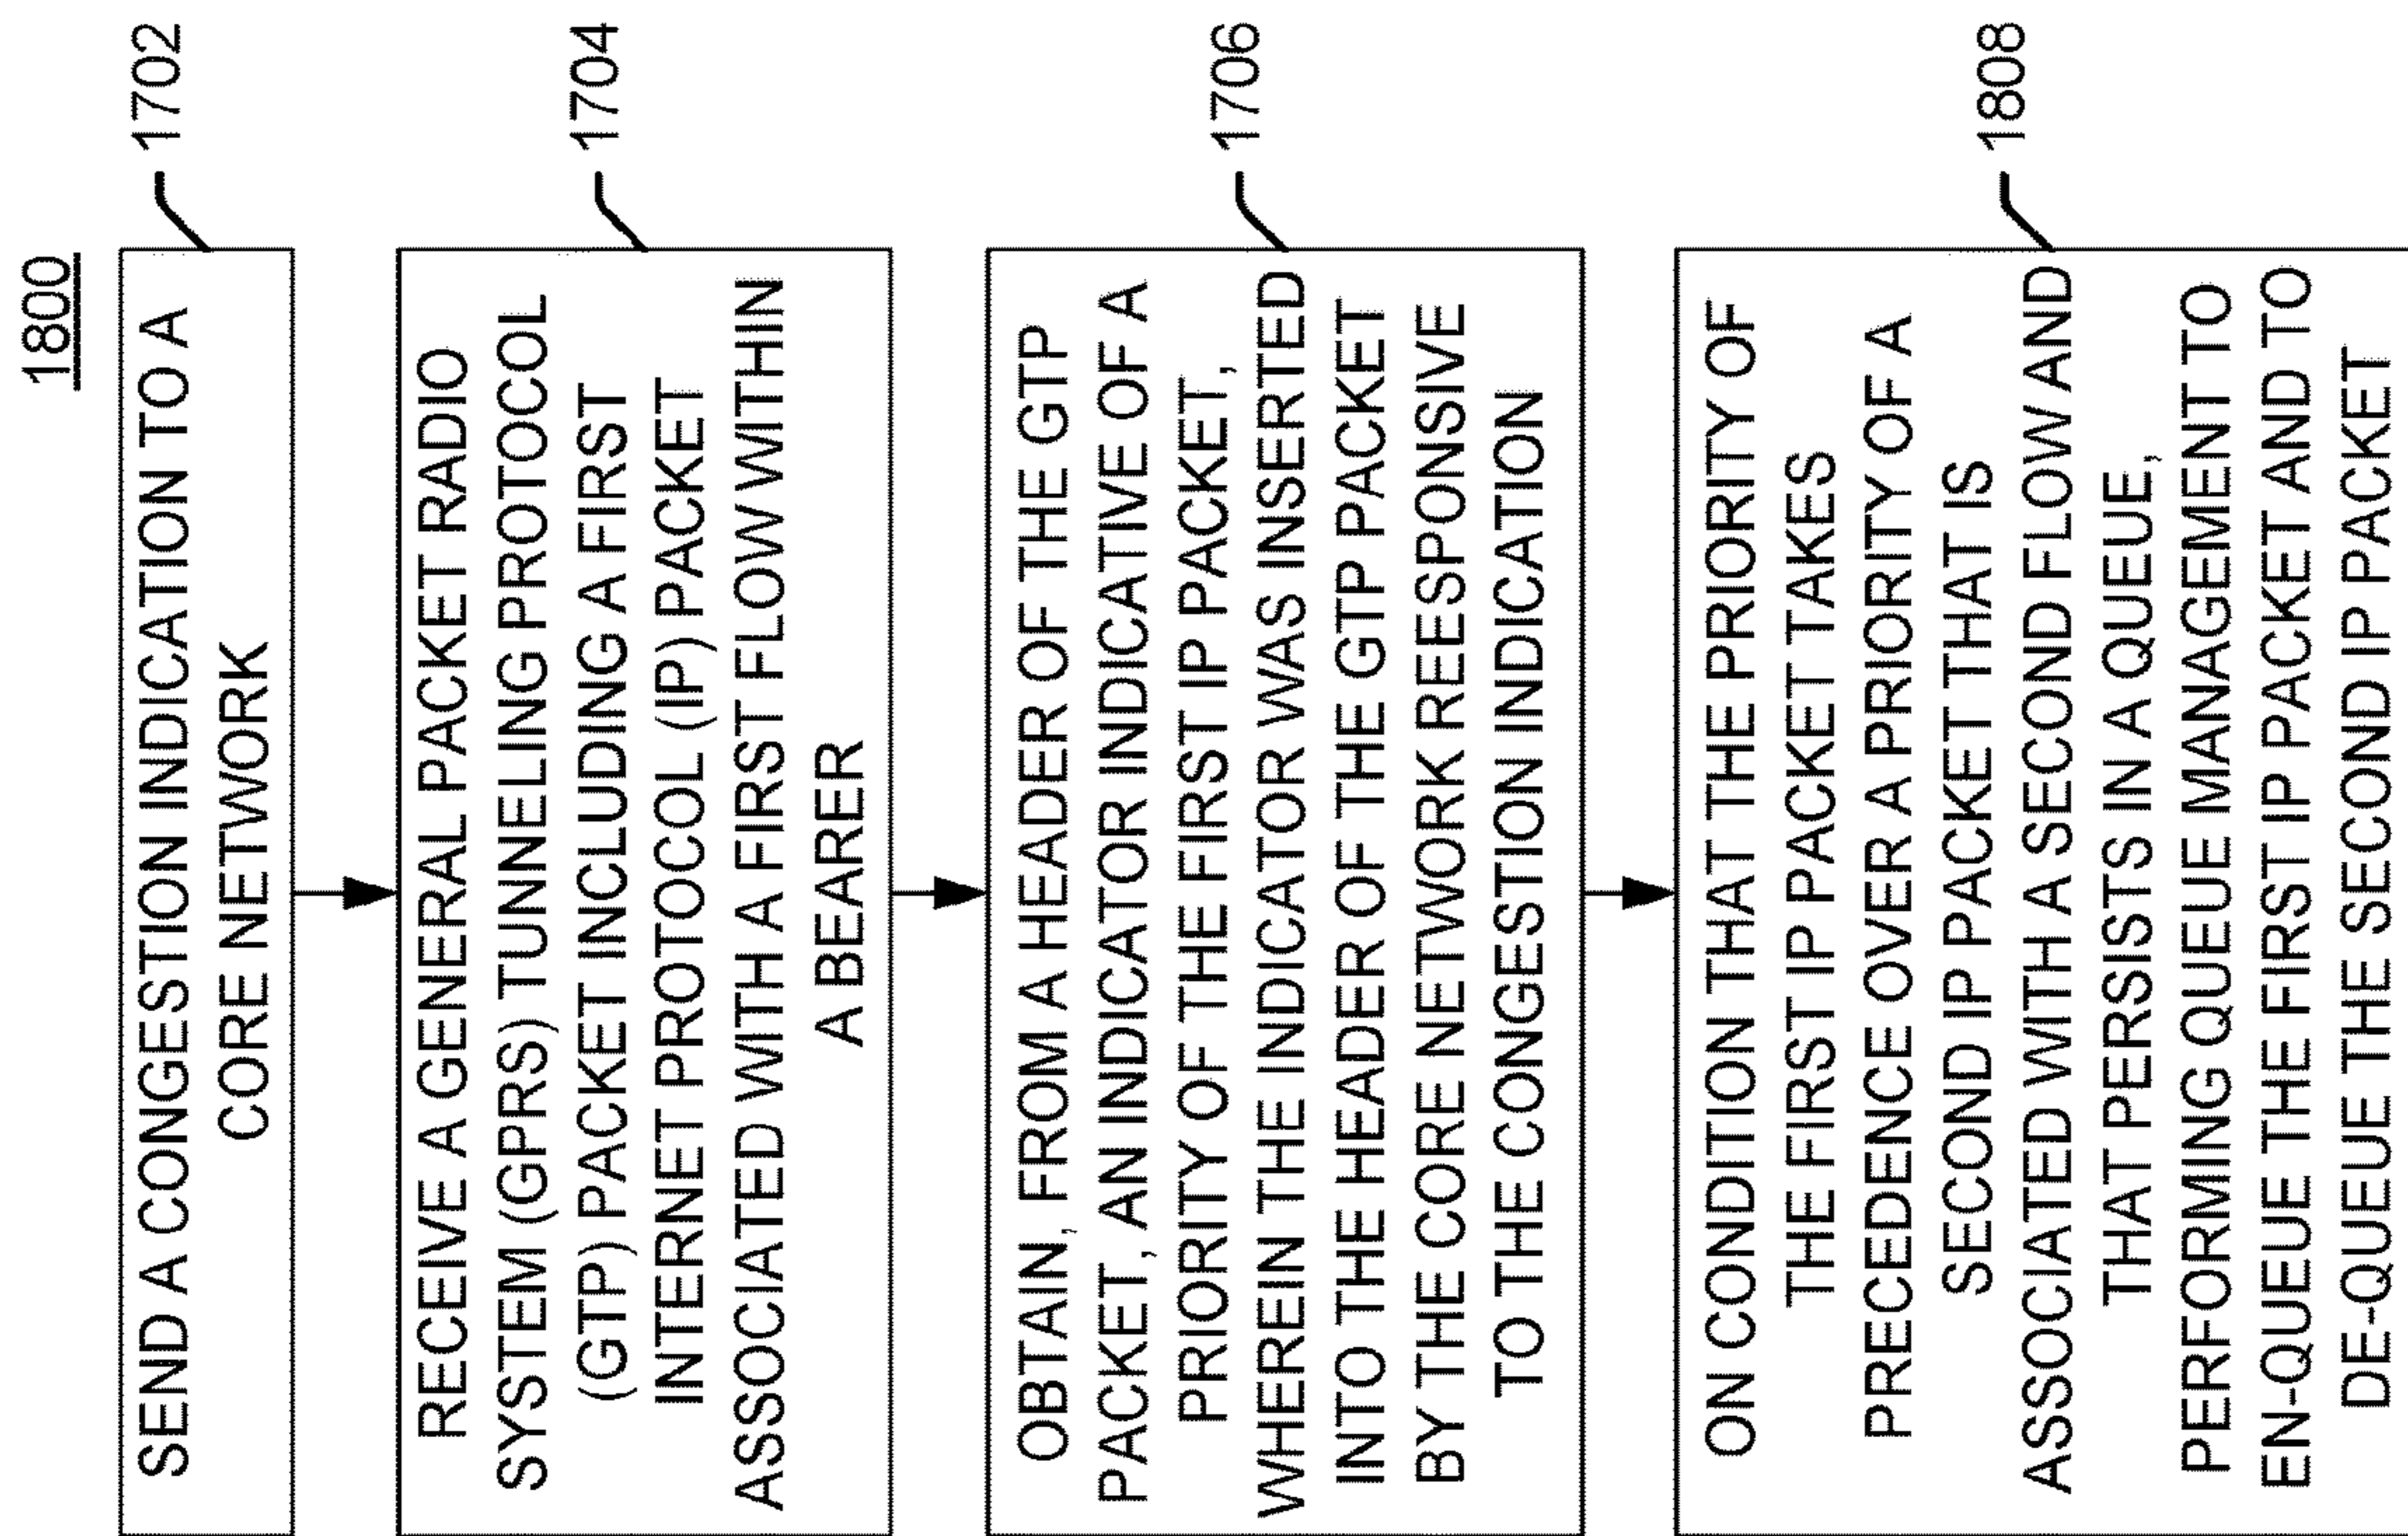 1800
SEND A CONGESTION INDICATION TO A
CORE NETWORK
1702
RECEIVE A GENERAL PACKET RADIO
SYSTEM (GPRS) TUNNELING PROTOCOL
(GTP) PACKET INCLUDING A FIRST
INTERNET PROTOCOL (IP) PACKET
ASSOCIATED WITH A FIRST FLOW WITHIN
A BEARER
1704
OBTAIN, FROM A HEADER OF THE GTP
PACKET, AN INDICATOR INDICATIVE OF A
PRIORITY OF THE FIRST IP PACKET,
WHEREIN THE INDICATOR WAS INSERTED
INTO THE HEADER OF THE GTP PACKET
BY THE CORE NETWORK REESPONSIVE
TO THE CONGESTION INDICATION
1706
ON CONDITION THAT THE PRIORITY OF
THE FIRST IP PACKET TAKES
PRECEDENCE OVER A PRIORITY OF A
SECOND IP PACKET THAT IS
ASSOCIATED WITH A SECOND FLOW AND
THAT PERSISTS IN A QUEUE,
PERFORMING QUEUE MANAGEMENT TO
EN-QUEUE THE FIRST IP PACKET AND TO
DE-QUEUE THE SECOND IP PACKET
1808